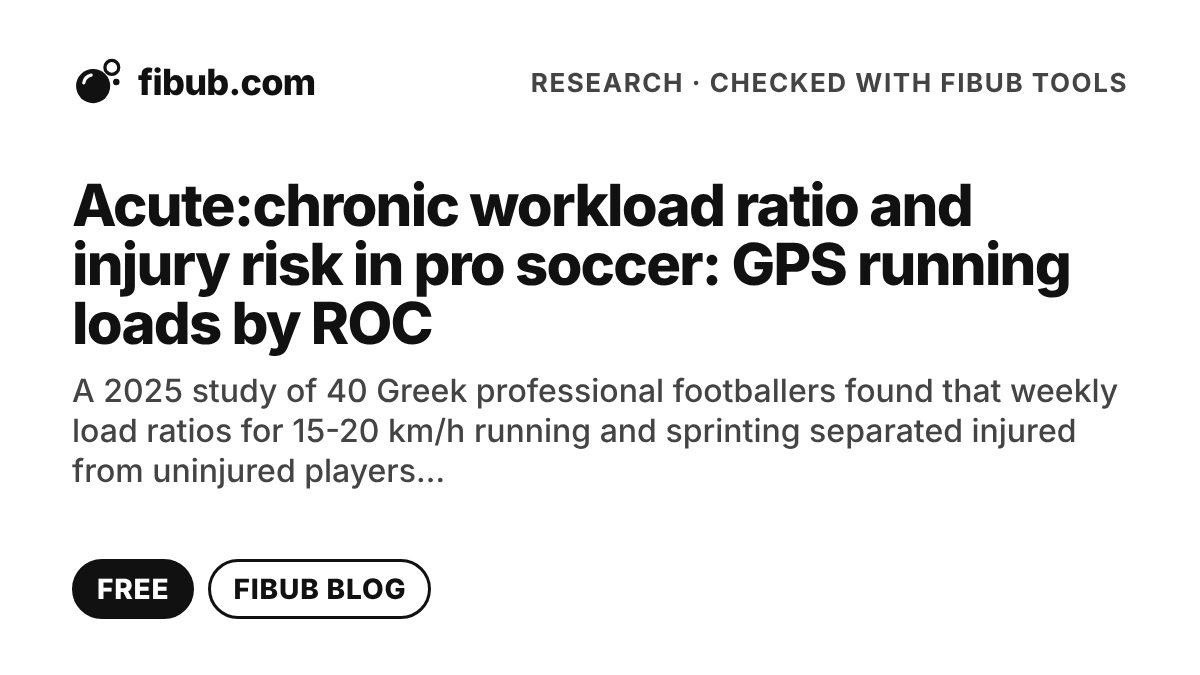 fibub.com
RESEARCH · CHECKED WITH FIBUB TOOLS
Acute:chronic workload ratio and
injury risk in pro soccer: GPS running
loads by ROC
A 2025 study of 40 Greek professional footballers found that weekly
load ratios for 15-20 km/h running and sprinting separated injured
from uninjured players...
FREE
FIBUB BLOG